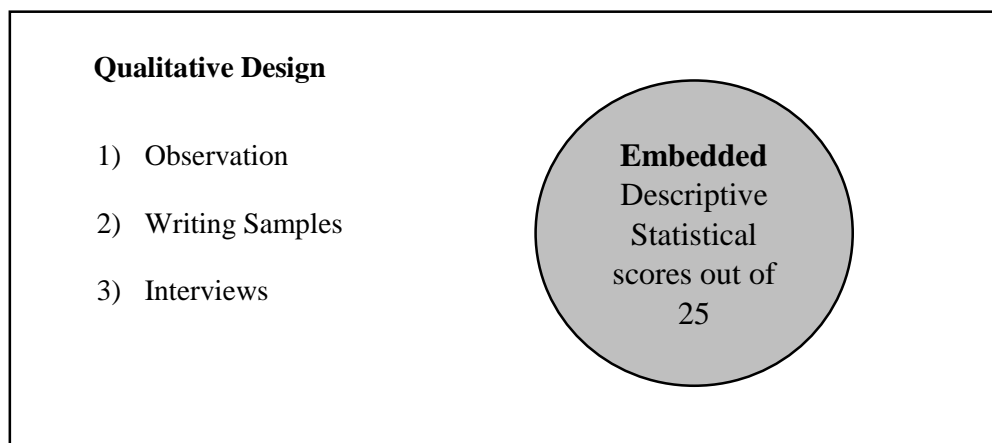 Qualitative Design
1) Observation
2) Writing Samples
3) Interviews
Embedded
Descriptive
Statistical
scores out of
25